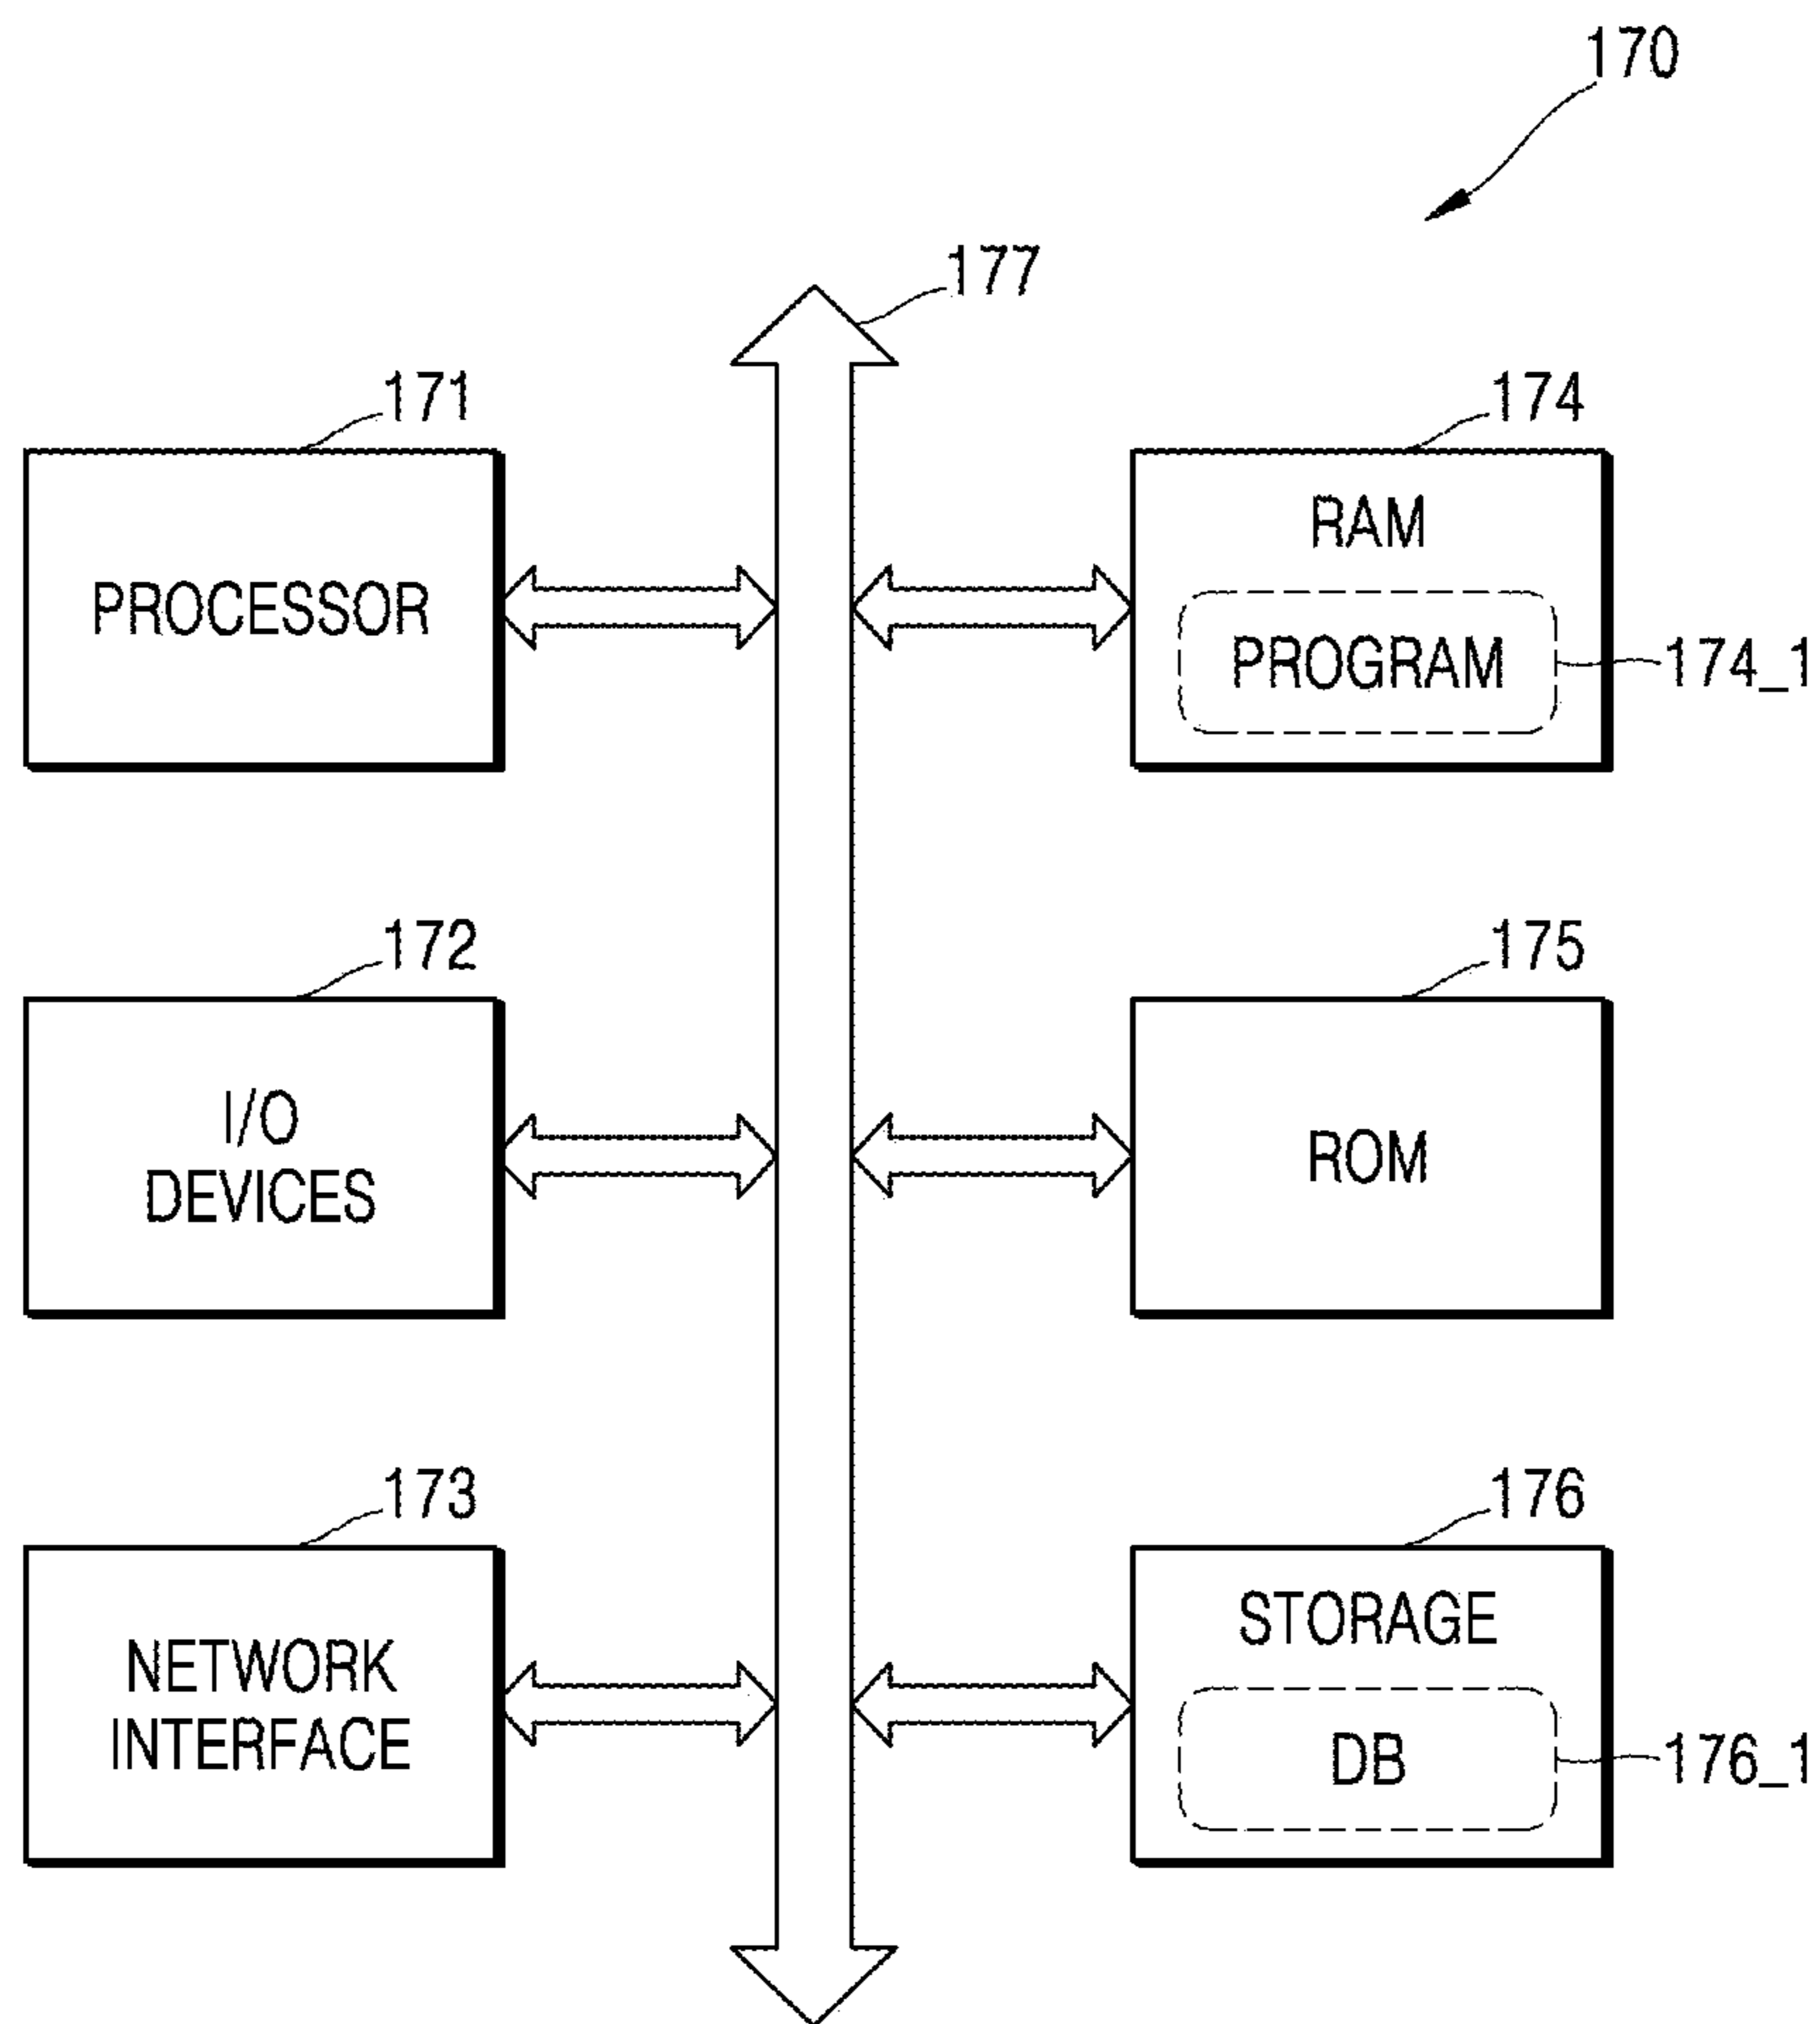 170
177
171
174
PROCESSOR
RAM
PROGRAM
174_1
172
175
I/O
DEVICES
ROM
173
176
NETWORK
INTERFACE
STORAGE
DB
176_1